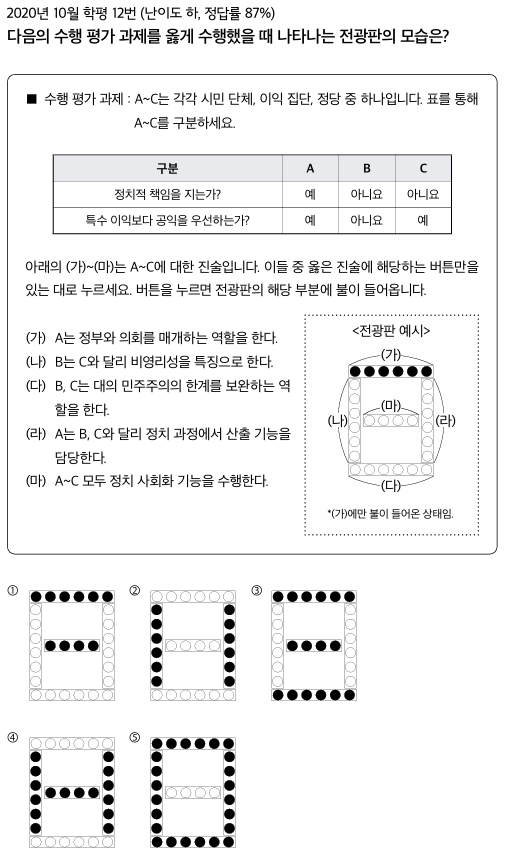 2020년 10월 학평 12번 (난이도 하, 정답률 87%)
다음의 수행 평가 과제를 옳게 수행했을 때 나타나는 전광판의 모습은?
■ 수행 평가 과제 : A~C는 각각 시민 단체, 이익 집단, 정당 중 하나입니다. 표를 통해
A~C를 구분하세요.
구분 A B C
정치적 책임을 지는가? 예 아니요 아니요
특수 이익보다 공익을 우선하는가? 예 아니요 예
아래의 (가)~(마)는 A~C에 대한 진술입니다. 이들 중 옳은 진술에 해당하는 버튼만을
있는 대로 누르세요. 버튼을 누르면 전광판의 해당 부분에 불이 들어옵니다.
(가) A는 정부와 의회를 매개하는 역할을 한다.
(나) B는 C와 달리 비영리성을 특징으로 한다.
(다) B, C는 대의 민주주의의 한계를 보완하는 역
할을 한다.
(라) A는 B, C와 달리 정치 과정에서 산출 기능을
담당한다.
(마) A~C 모두 정치 사회화 기능을 수행한다.
<전광판 예시>
(가)
(마)
(나) (라)
(다)
*(가)에만 불이 들어온 상태임.
① ② ③
④ ⑤